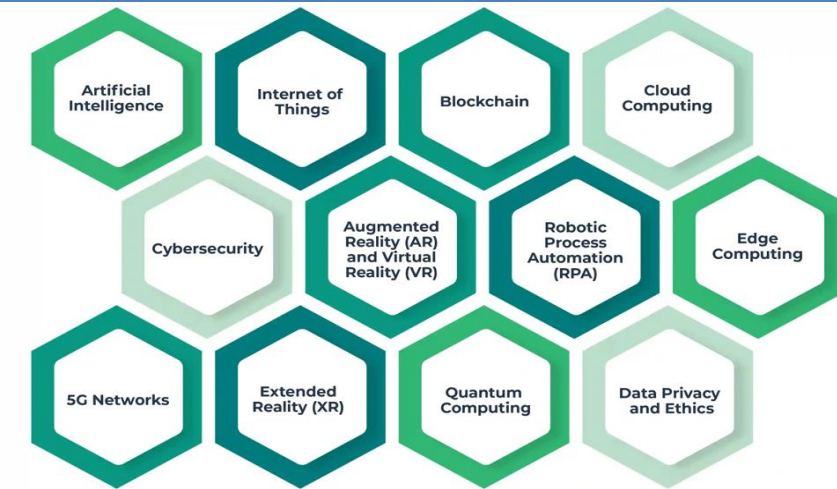 Artificial
Intelligence
Internet of
Things
Blockchain
Cloud
Computing
Cybersecurity
Augmented
Reality (AR)
and Virtual
Reality (VR)
Robotic
Process
Automation
(RPA)
Edge
Computing
5G Networks
Extended
Reality (XR)
Quantum
Computing
Data Privacy
and Ethics